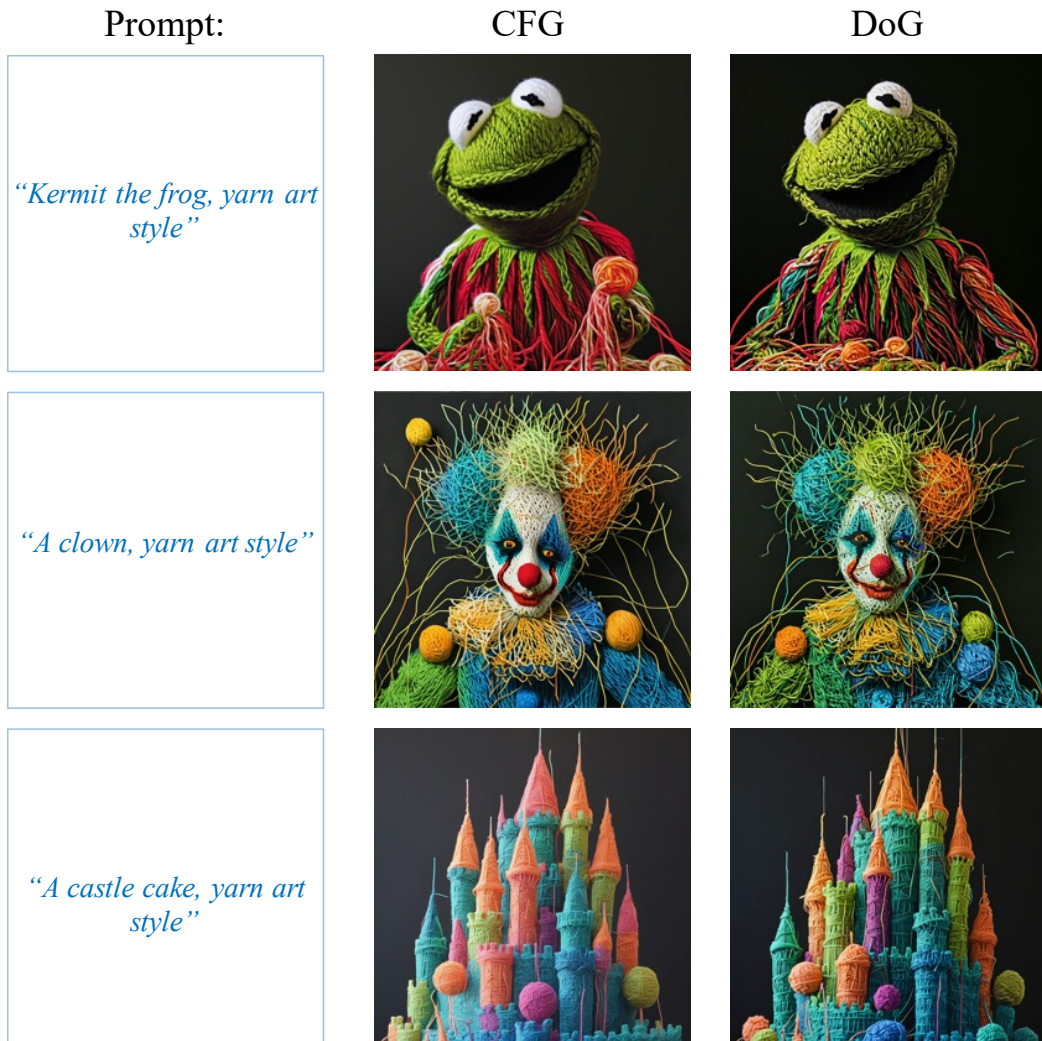 Prompt:
CFG
DoG
“Kermit the frog, yarn art
style”
“A clown, yarn art style”
“A castle cake, yarn art
style”